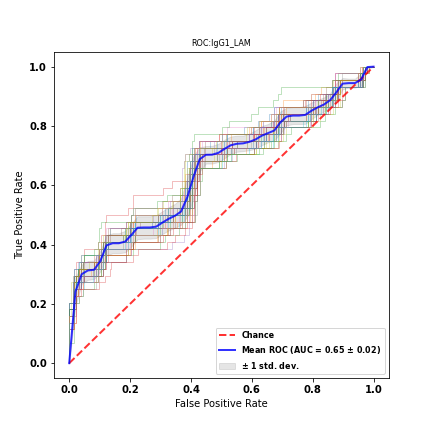 ROC:IgG1_LAM
1.0
0.8
0.6
0.4
0.2
0.0
True Positive Rate
Chance
Mean ROC (AUC = 0.65 ± 0.02)
± 1 std. dev.
0.0 0.2 0.4 0.6 0.8 1.0
False Positive Rate